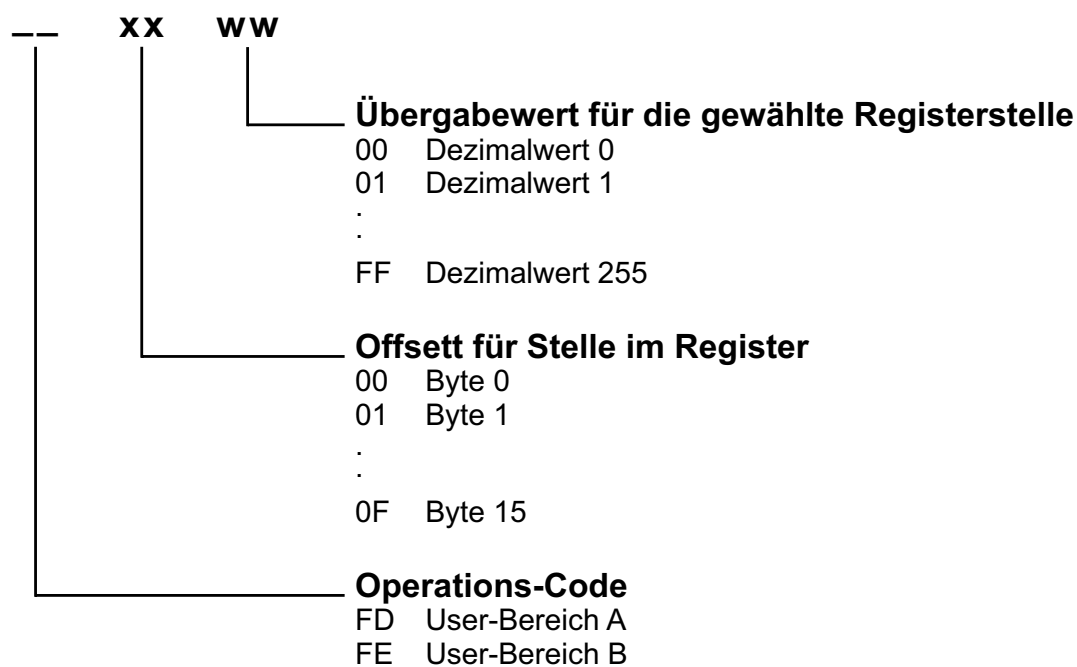 __ xx ww
Übergabewert für die gewählte Registerstelle
00 Dezimalwert 0
01 Dezimalwert 1
.
.
FF Dezimalwert 255
Offsett für Stelle im Register
00 Byte 0
01 Byte 1
.
.
0F Byte 15
Operations-Code
FD User-Bereich A
FE User-Bereich B